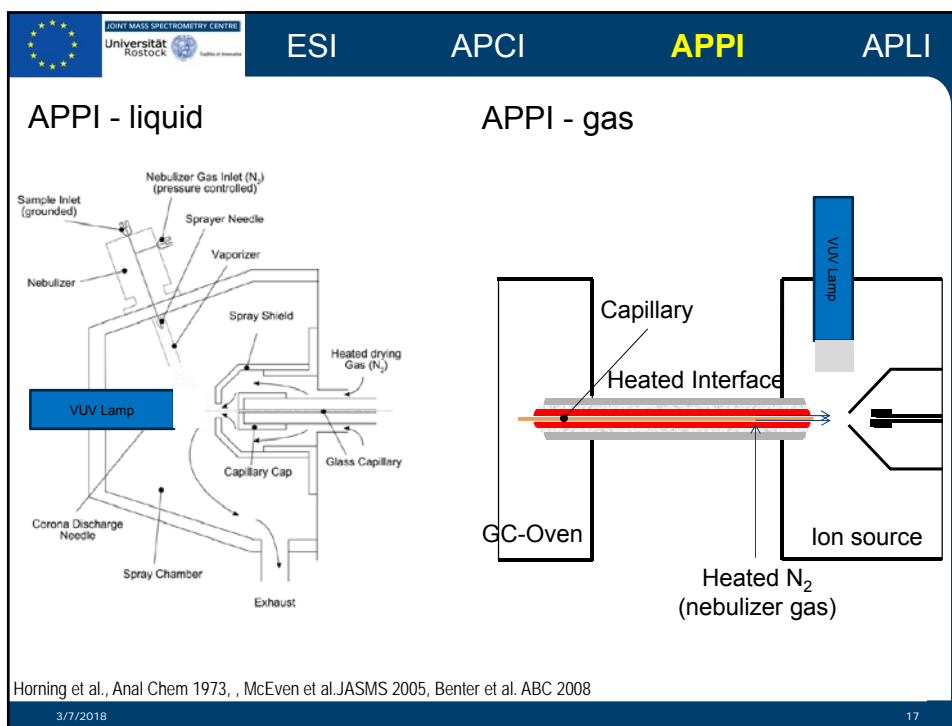 JOINT MASS SPECTROMETRY CENTRE
Universität
Rostock
Traditio et Innovatio
ESI
APCI
APPI
APLI
APPI - liquid
APPI - gas
Nebulizer Gas Inlet (N2)
(pressure controlled)
Sample Inlet
(grounded)
Sprayer Needle
Vaporizer
Nebulizer
Spray Shield
Heated drying
Gas (N2)
VUV Lamp
Glass Capillary
Capillary Cap
Corona Discharge
Needle
Spray Chamber
Exhaust
VUV Lamp
Capillary
Heated Interface
GC-Oven
Ion source
Heated N2
(nebulizer gas)
Horning et al., Anal Chem 1973, , McEven et al.JASMS 2005, Benter et al. ABC 2008
3/7/2018
17